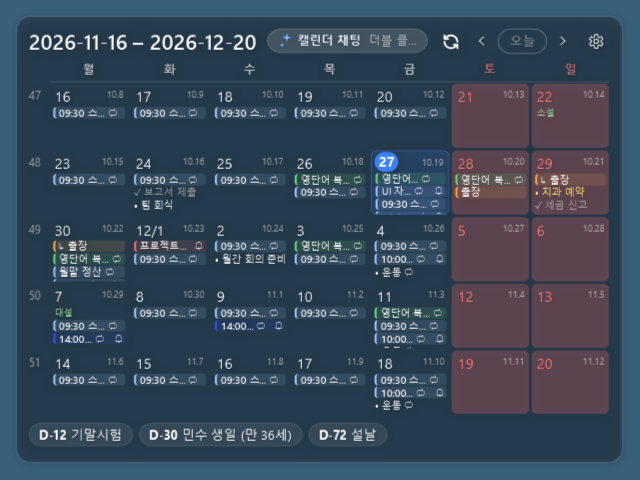 2026-11-16 – 2026-12-20 캘린더 채팅 더블 클... 오늘
월 화 수 목 금 토 일
47 16 10.8 17 10.9 18 10.10 19 10.11 20 10.12 21 10.13 22 10.14
09:30 스... 09:30 스... 09:30 스... 09:30 스... 09:30 스... 소설
48 23 10.15 24 10.16 25 10.17 26 10.18 27 10.19 28 10.20 29 10.21
09:30 스... 09:30 스... 09:30 스... 영단어 복... 영단어... 영단어 복... ↳ 출장
✓ 보고서 제출 09:30 스... UI 자... 출장 • 치과 예약
• 팀 회식 09:30 스... ✓ 세금 신고
49 30 10.22 12/1 10.23 2 10.24 3 10.25 4 10.26 5 10.27 6 10.28
↳ 출장 프로젝트... 09:30 스... 영단어 복... 09:30 스...
영단어 복... 09:30 스... • 월간 회의 준비 09:30 스... 10:00...
월말 정산 • 운동
50 7 10.29 8 10.30 9 11.1 10 11.2 11 11.3 12 11.4 13 11.5
대설 09:30 스... 09:30 스... 09:30 스... 영단어 복...
09:30 스... 14:00... 09:30 스...
14:00... 10:00...
51 14 11.6 15 11.7 16 11.8 17 11.9 18 11.10 19 11.11 20 11.12
09:30 스... 09:30 스... 09:30 스... 09:30 스... 09:30 스...
10:00...
• 운동
D-12 기말시험 D-30 민수 생일 (만 36세) D-72 설날